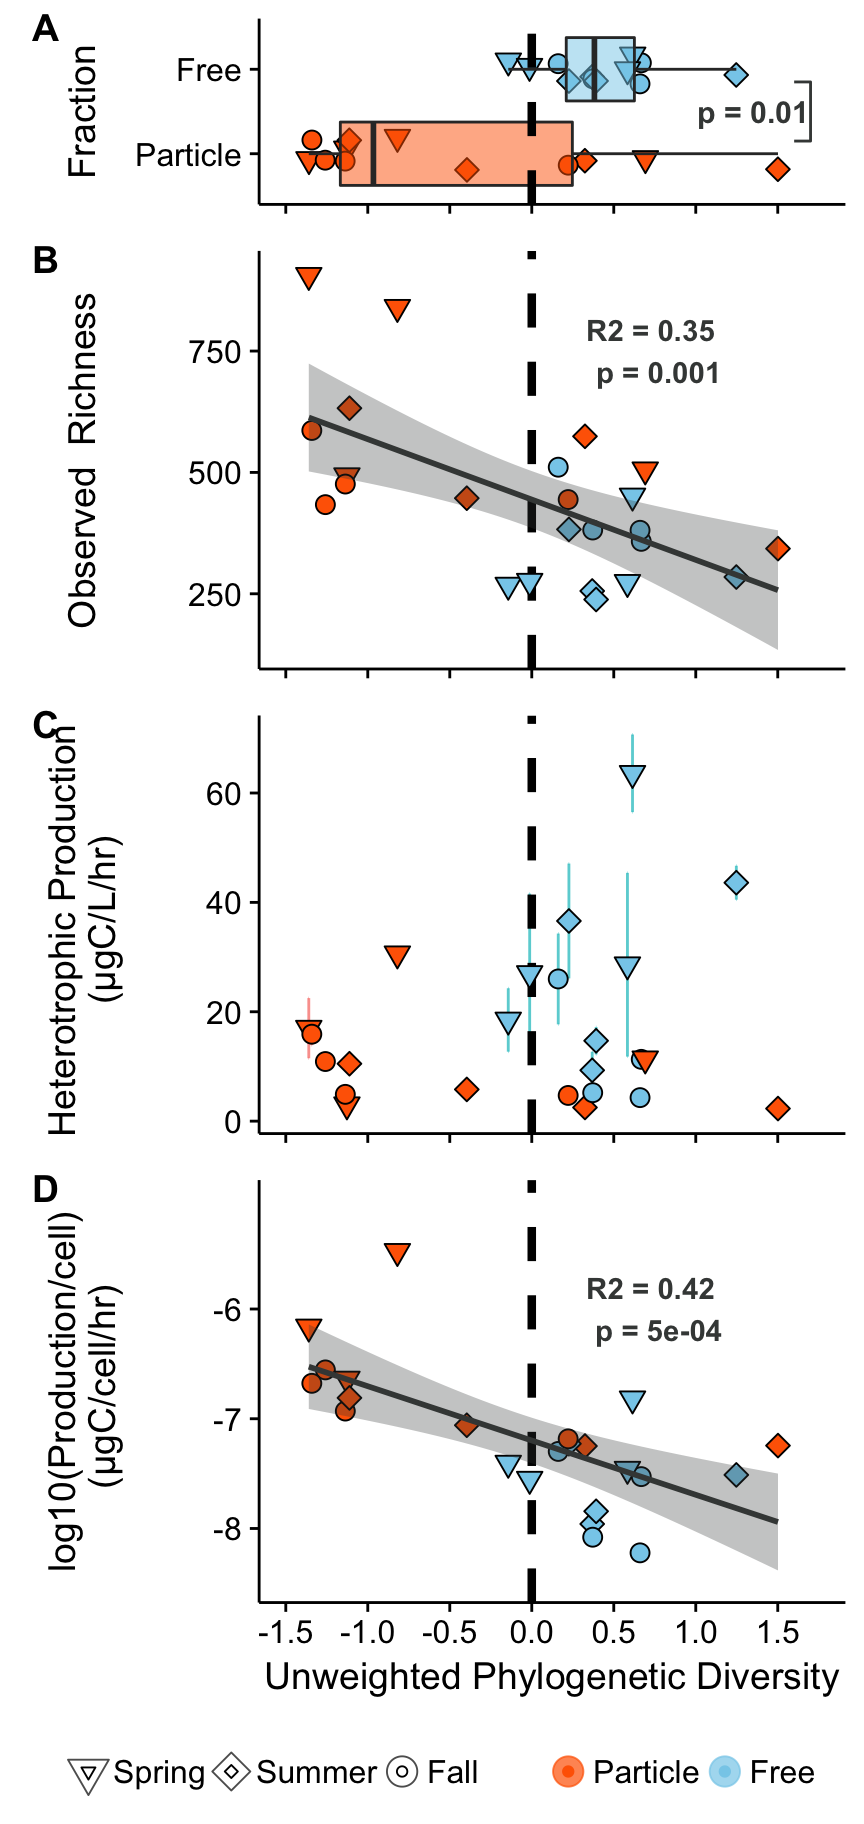 A
Fraction
Free
Particle
p = 0.01
B
Observed Richness
750
500
250
R2 = 0.35
p = 0.001
C
Heterotrophic Production
(µgC/L/hr)
60
40
20
0
D
log10(Production/cell)
(µgC/cell/hr)
-6
-7
-8
R2 = 0.42
p = 5e-04
-1.5 -1.0 -0.5 0.0 0.5 1.0 1.5
Unweighted Phylogenetic Diversity
Spring Summer Fall Particle Free